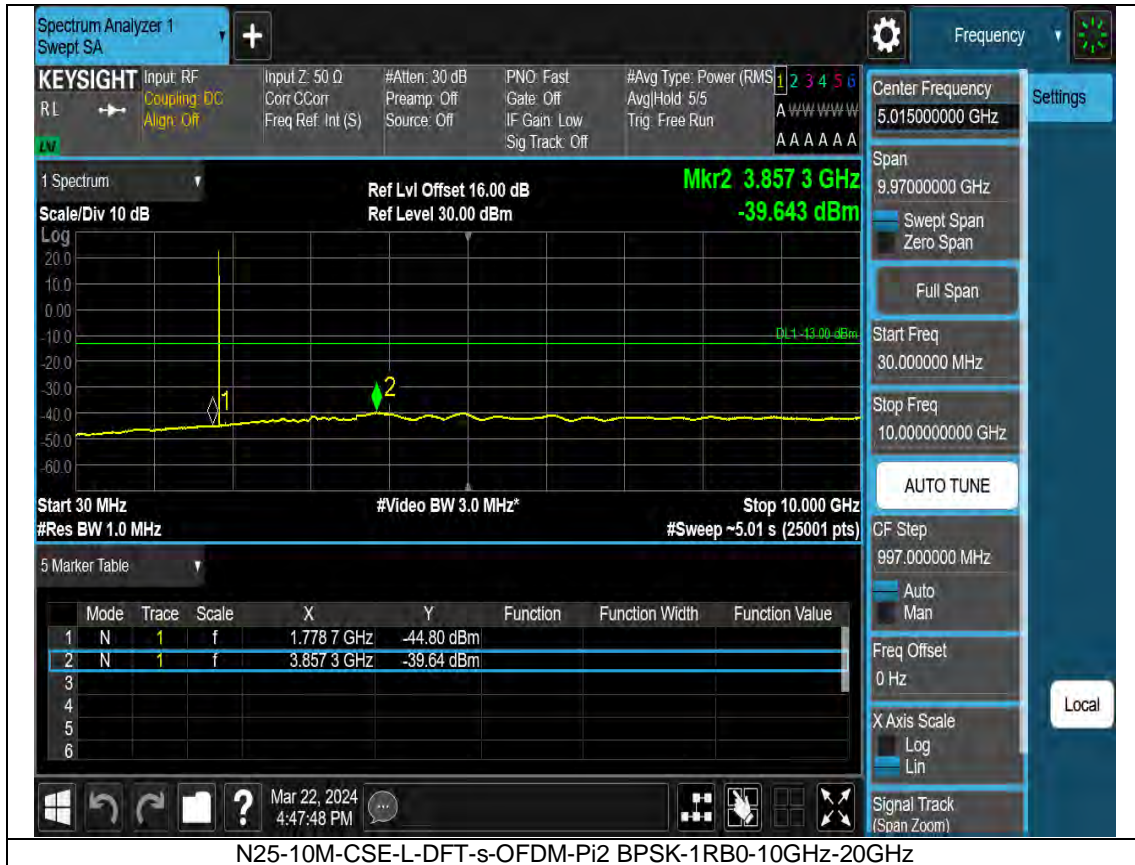 Spectrum Analyzer 1
Swept SA
Frequency
KEYSIGHT
RL
LXI
Input: RF
Coupling: DC
Align: Off
Input Z: 50 Ω
Corr CCorr
Freq Ref: Int (S)
#Atten: 30 dB
Preamp: Off
Source: Off
PNO: Fast
Gate: Off
IF Gain: Low
Sig Track: Off
#Avg Type: Power (RMS
Avg|Hold: 5/5
Trig: Free Run
1 2 3 4 5 6
A W W W W W
A A A A A A
1 Spectrum
Scale/Div 10 dB
Log
Ref Lvl Offset 16.00 dB
Ref Level 30.00 dBm
Mkr2 3.857 3 GHz
-39.643 dBm
20.0
10.0
0.00
-10.0
-20.0
-30.0
-40.0
-50.0
-60.0
DL1 -13.00 dBm
1
2
Start 30 MHz
#Res BW 1.0 MHz
#Video BW 3.0 MHz*
Stop 10.000 GHz
#Sweep ~5.01 s (25001 pts)
5 Marker Table
Mode Trace Scale X Y Function Function Width Function Value
1 N 1 f 1.778 7 GHz -44.80 dBm
2 N 1 f 3.857 3 GHz -39.64 dBm
3
4
5
6
Mar 22, 2024
4:47:48 PM
?
Center Frequency
5.015000000 GHz
Span
9.97000000 GHz
Swept Span
Zero Span
Full Span
Start Freq
30.000000 MHz
Stop Freq
10.000000000 GHz
AUTO TUNE
CF Step
997.000000 MHz
Auto
Man
Freq Offset
0 Hz
X Axis Scale
Log
Lin
Signal Track
(Span Zoom)
Settings
Local
N25-10M-CSE-L-DFT-s-OFDM-Pi2 BPSK-1RB0-10GHz-20GHz